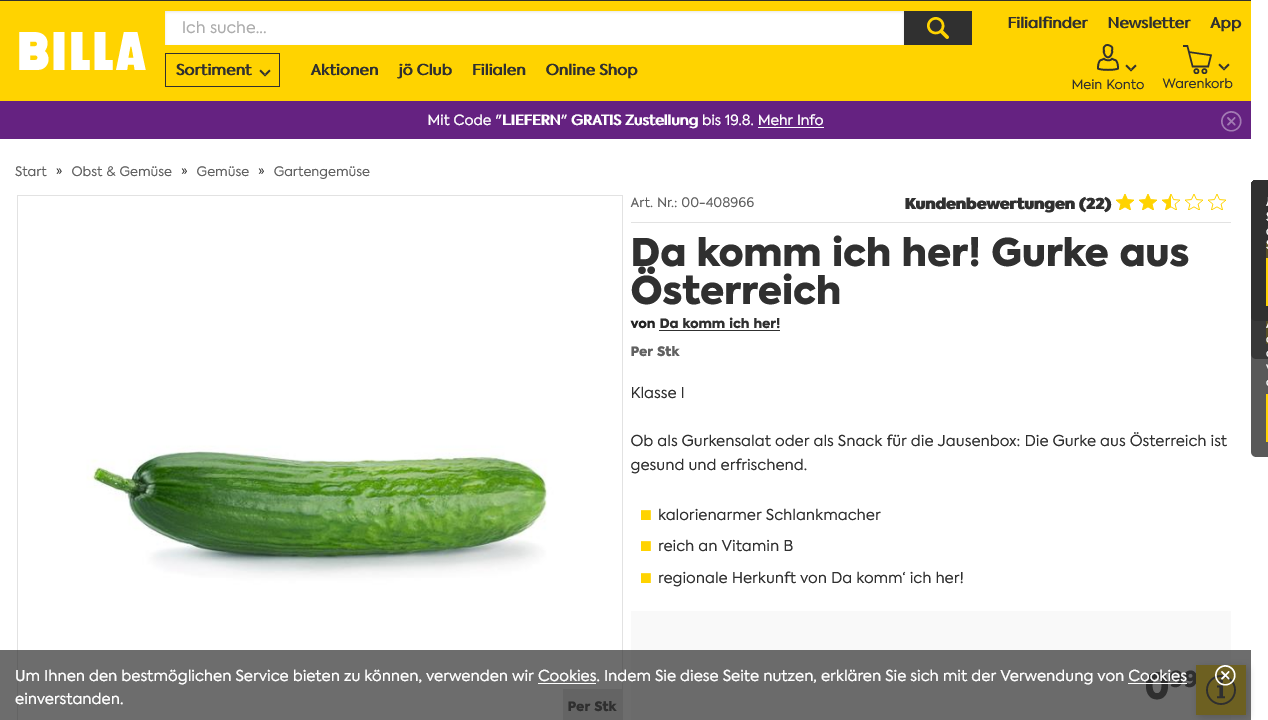 BILLA
Ich suche...
Filialfinder Newsletter App
Sortiment Aktionen jö Club Filialen Online Shop
Mein Konto Warenkorb
Mit Code "LIEFERN" GRATIS Zustellung bis 19.8. Mehr Info
Start » Obst & Gemüse » Gemüse » Gartengemüse
Art. Nr.: 00-408966
Kundenbewertungen (22)
Da komm ich her! Gurke aus
Österreich
von Da komm ich her!
Per Stk
Klasse I
Ob als Gurkensalat oder als Snack für die Jausenbox: Die Gurke aus Österreich ist
gesund und erfrischend.
kalorienarmer Schlankmacher
reich an Vitamin B
regionale Herkunft von Da komm‘ ich her!
Um Ihnen den bestmöglichen Service bieten zu können, verwenden wir Cookies. Indem Sie diese Seite nutzen, erklären Sie sich mit der Verwendung von Cookies
einverstanden.
Per Stk